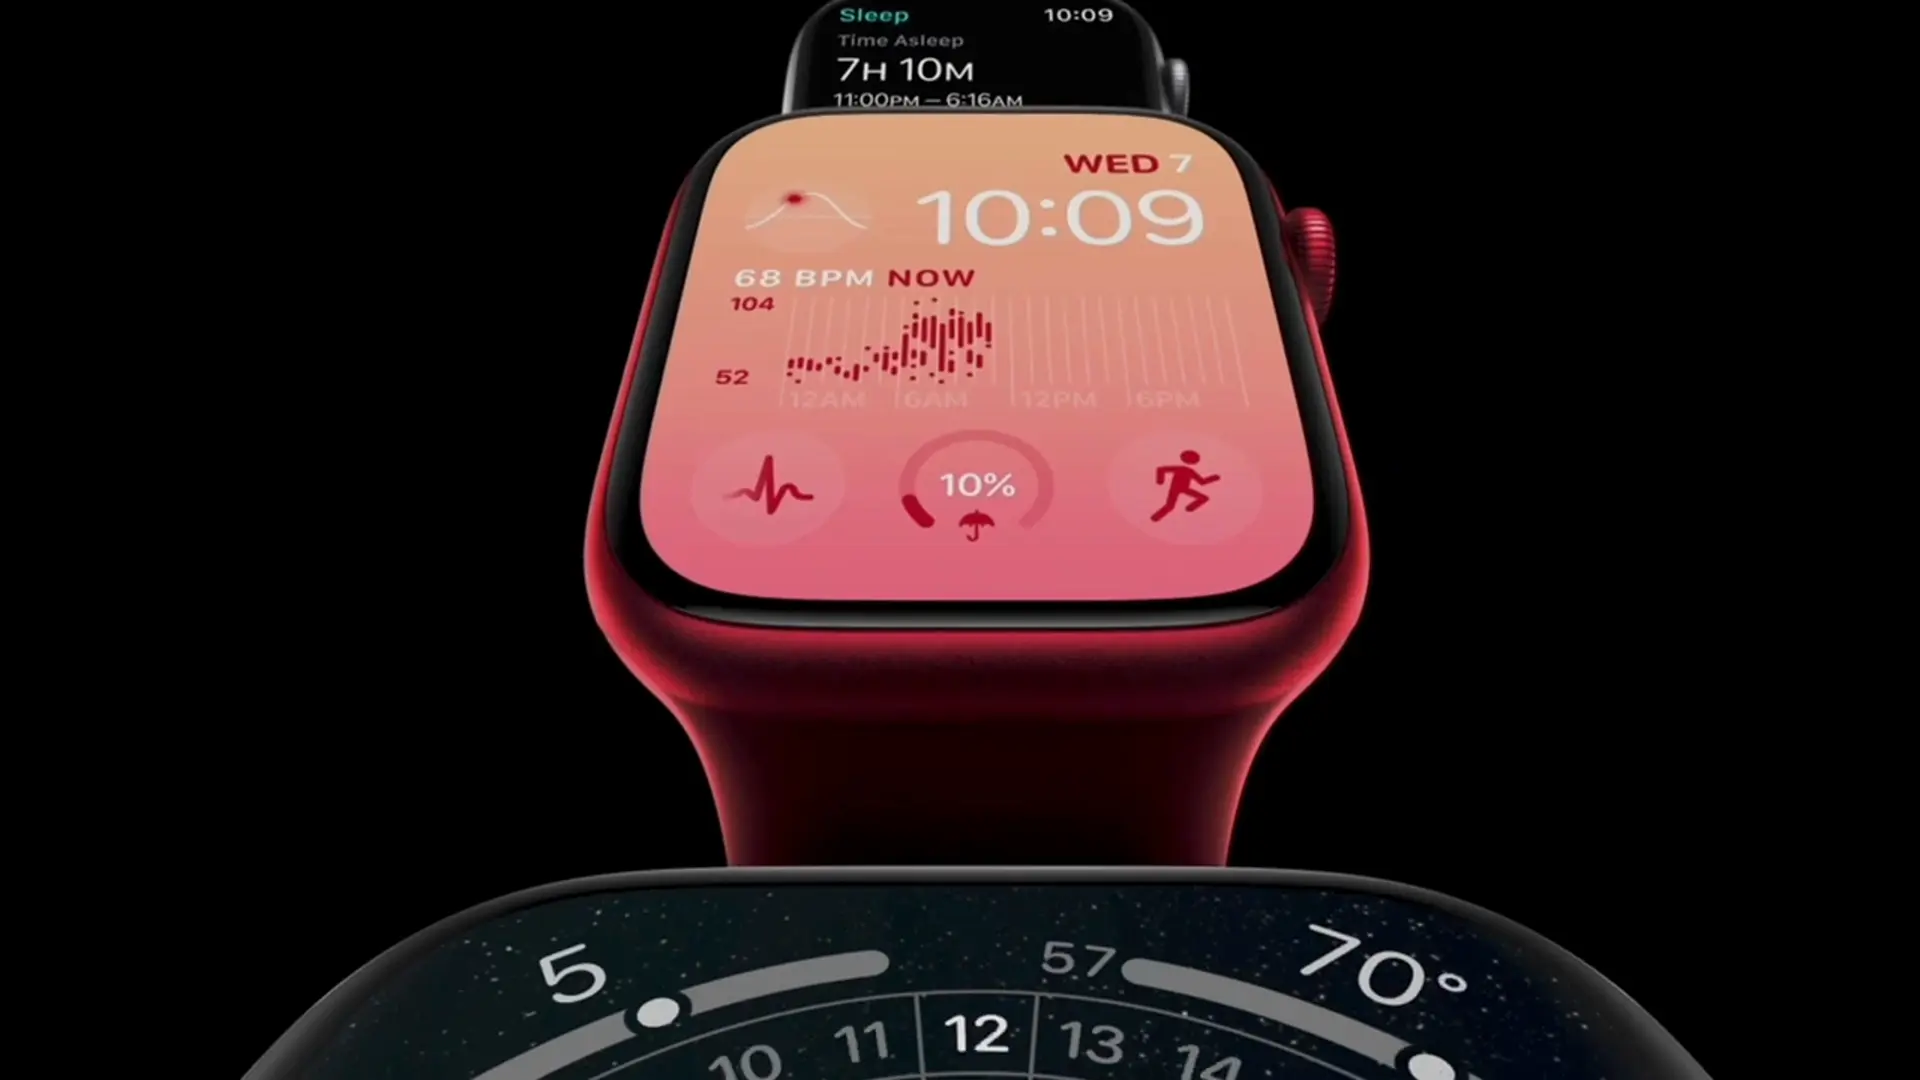 Sleep 10:09
Time Asleep
7H 10M
11:00PM – 6:16AM
WED 7
10:09
68 BPM NOW
104
52
12AM 6AM 12PM 6PM
10%
5 57 70°
10 11 12 13 14